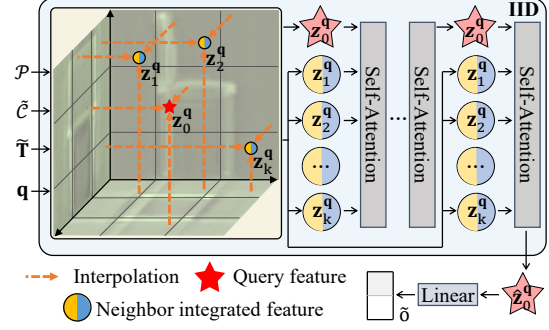 IID
𝒫
𝒞̃
T̃
q
z₁^q
z₂^q
z₀^q
z_k^q
z₀^q
z₁^q
z₂^q
...
z_k^q
Self-Attention
...
Self-Attention
z₀^q
z₁^q
z₂^q
...
z_k^q
Self-Attention
Interpolation
Query feature
Neighbor integrated feature
õ
Linear
ẑ₀^q